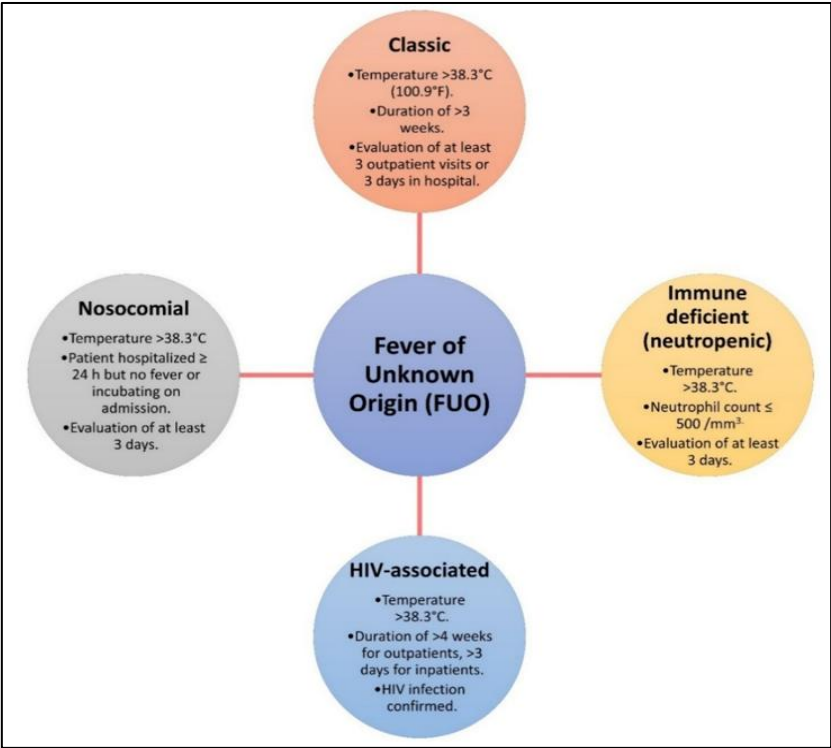 Classic
•Temperature >38.3°C
(100.9°F).
•Duration of >3
weeks.
•Evaluation of at least
3 outpatient visits or
3 days in hospital.
Nosocomial
•Temperature >38.3°C
•Patient hospitalized ≥
24 h but no fever or
incubating on
admission.
•Evaluation of at least
3 days.
Fever of
Unknown
Origin (FUO)
Immune
deficient
(neutropenic)
•Temperature
>38.3°C.
•Neutrophil count ≤
500 /mm³.
•Evaluation of at least
3 days.
HIV-associated
•Temperature
>38.3°C.
•Duration of >4 weeks
for outpatients, >3
days for inpatients.
•HIV infection
confirmed.